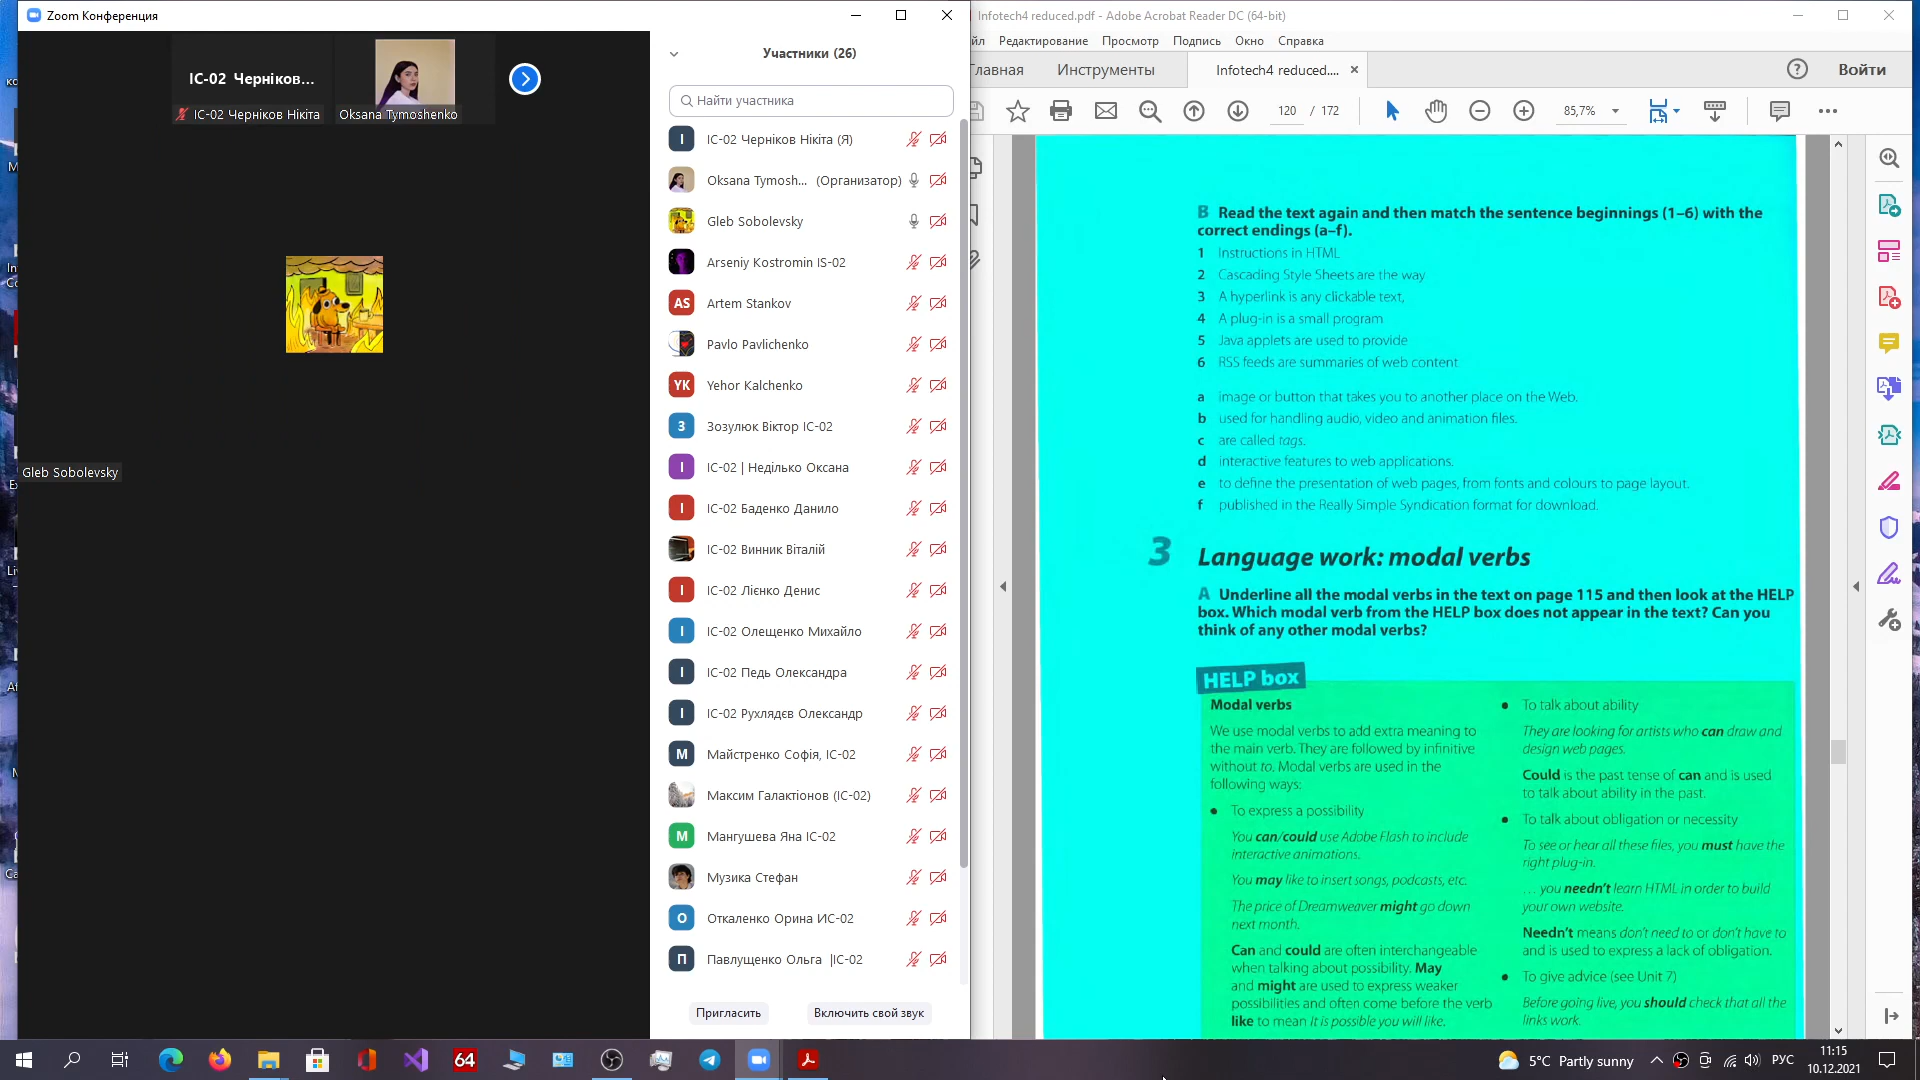 Zoom Конференция
IC-02 Черніков...
IC-02 Черніков Нікіта
Oksana Tymoshenko
Gleb Sobolevsky
Участники (26)
Найти участника
I IC-02 Черніков Нікіта (Я)
Oksana Tymosh... (Организатор)
Gleb Sobolevsky
Arseniy Kostromin IS-02
AS Artem Stankov
Pavlo Pavlichenko
YK Yehor Kalchenko
З Зозулюк Віктор ІС-02
I IC-02 | Неділько Оксана
I IC-02 Баденко Данило
IC-02 Винник Віталій
I IC-02 Лієнко Денис
I IC-02 Олещенко Михайло
I IC-02 Педь Олександра
I IC-02 Рухлядєв Олександр
М Майстренко Софія, ІС-02
Максим Галактіонов (ІС-02)
М Мангушева Яна ІС-02
Музика Стефан
О Откаленко Орина ИС-02
П Павлущенко Ольга |ІС-02
Пригласить
Включить свой звук
Infotech4 reduced.pdf - Adobe Acrobat Reader DC (64-bit)
йл Редактирование Просмотр Подпись Окно Справка
Главная Инструменты Infotech4 reduced.... × Войти
120 / 172 85,7%
B Read the text again and then match the sentence beginnings (1–6) with the
correct endings (a–f).
1 Instructions in HTML
2 Cascading Style Sheets are the way
3 A hyperlink is any clickable text,
4 A plug-in is a small program
5 Java applets are used to provide
6 RSS feeds are summaries of web content
a image or button that takes you to another place on the Web.
b used for handling audio, video and animation files.
c are called tags.
d interactive features to web applications.
e to define the presentation of web pages, from fonts and colours to page layout.
f published in the Really Simple Syndication format for download.
3 Language work: modal verbs
A Underline all the modal verbs in the text on page 115 and then look at the HELP
box. Which modal verb from the HELP box does not appear in the text? Can you
think of any other modal verbs?
HELP box
Modal verbs
We use modal verbs to add extra meaning to
the main verb. They are followed by infinitive
without to. Modal verbs are used in the
following ways:
● To express a possibility
You can/could use Adobe Flash to include
interactive animations.
You may like to insert songs, podcasts, etc.
The price of Dreamweaver might go down
next month.
Can and could are often interchangeable
when talking about possibility. May
and might are used to express weaker
possibilities and often come before the verb
like to mean It is possible you will like.
● To talk about ability
They are looking for artists who can draw and
design web pages.
Could is the past tense of can and is used
to talk about ability in the past.
● To talk about obligation or necessity
To see or hear all these files, you must have the
right plug-in.
... you needn't learn HTML in order to build
your own website.
Needn't means don't need to or don't have to
and is used to express a lack of obligation.
● To give advice (see Unit 7)
Before going live, you should check that all the
links work.
64
5°C Partly sunny
РУС
11:15
10.12.2021